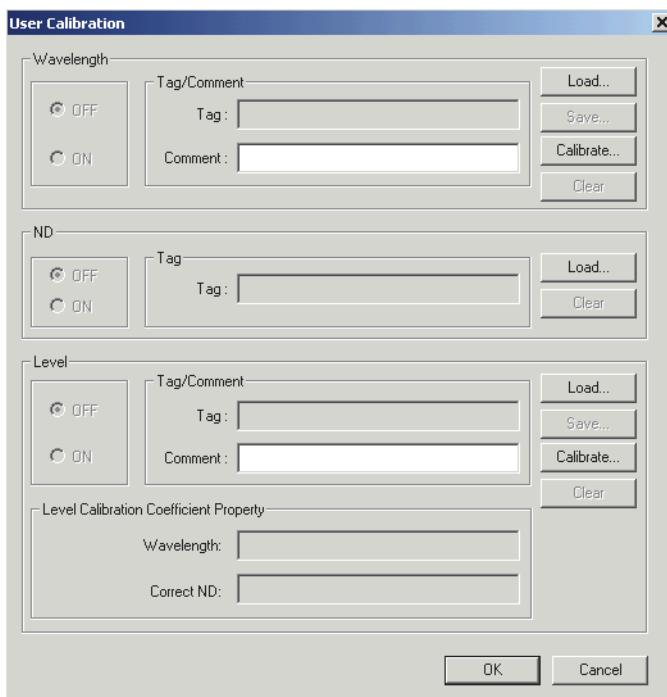 User Calibration
Wavelength
OFF
ON
Tag/Comment
Tag :
Comment :
Load...
Save...
Calibrate...
Clear
ND
OFF
ON
Tag
Tag :
Load...
Clear
Level
OFF
ON
Tag/Comment
Tag :
Comment :
Load...
Save...
Calibrate...
Clear
Level Calibration Coefficient Property
Wavelength:
Correct ND:
OK
Cancel